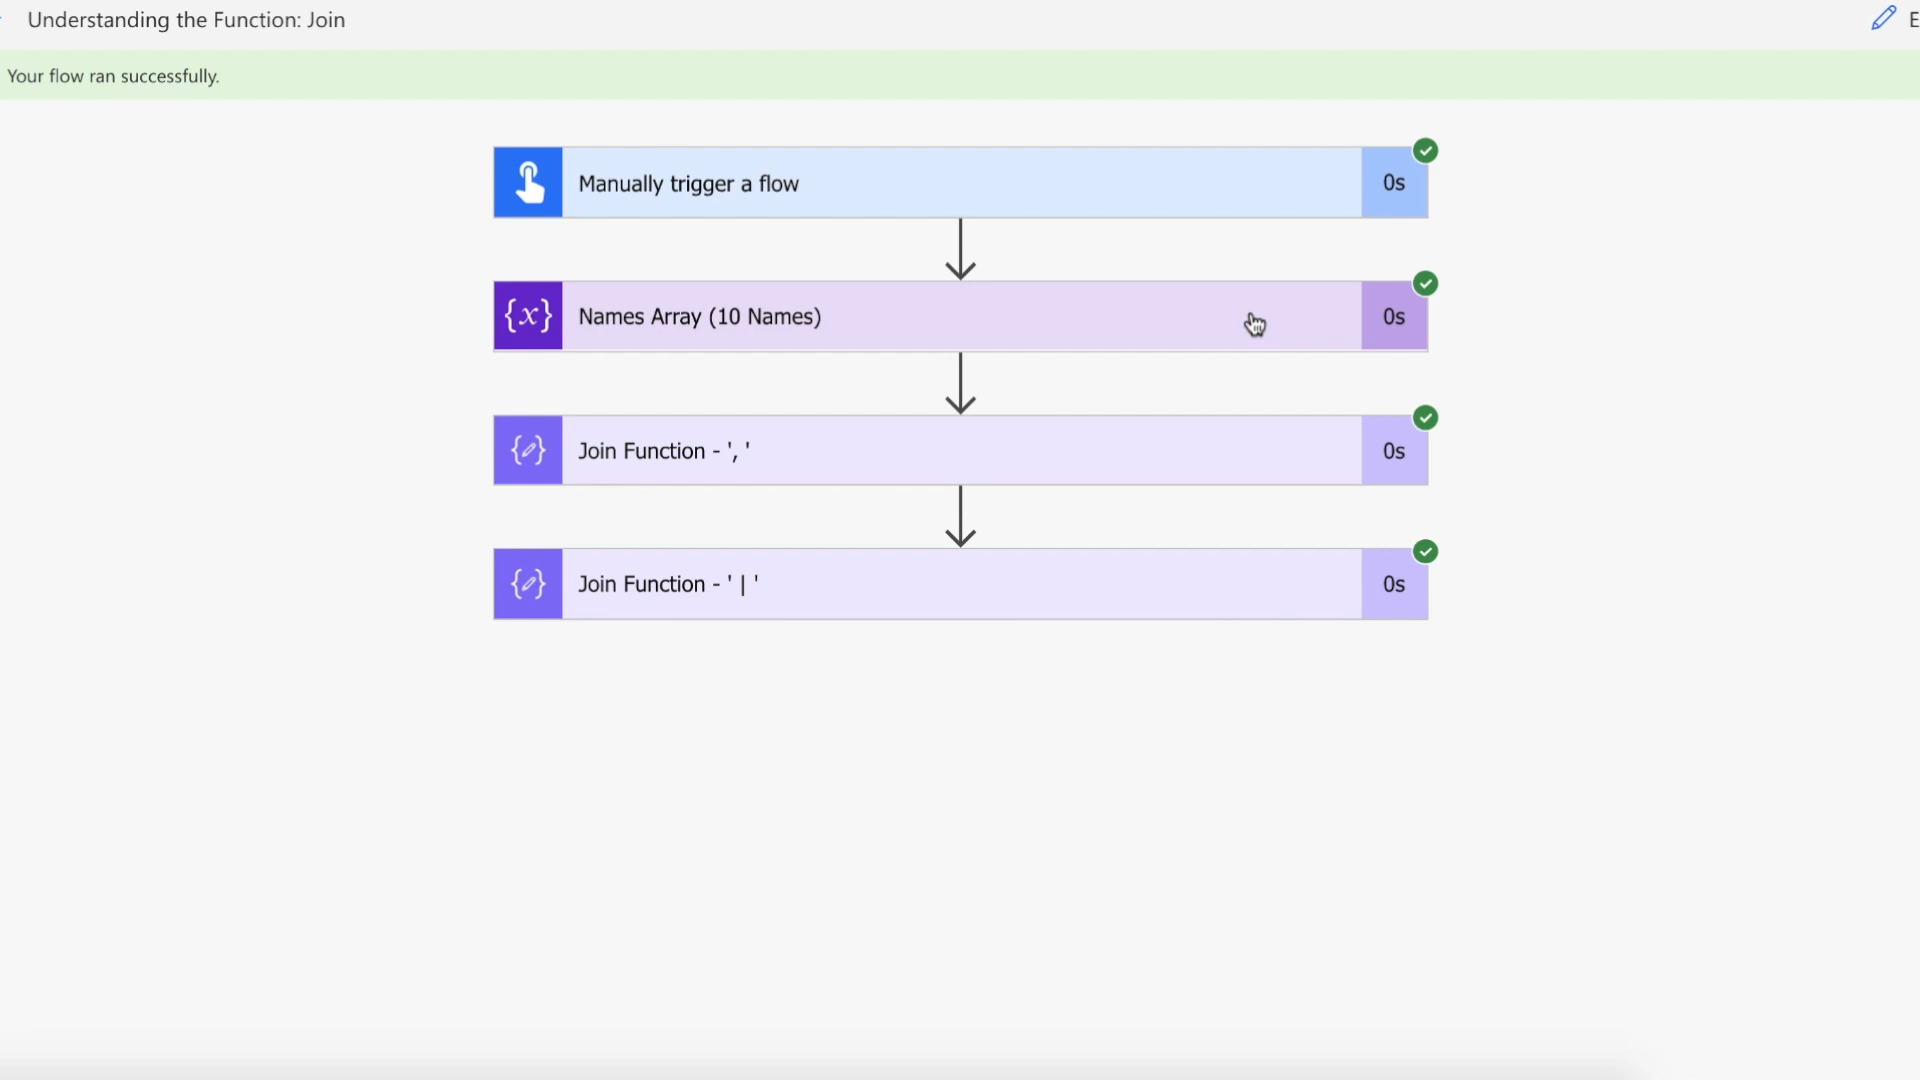 Understanding the Function: Join
E
Your flow ran successfully.
Manually trigger a flow
0s
{x}
Names Array (10 Names)
0s
Join Function - ', '
0s
Join Function - ' | '
0s